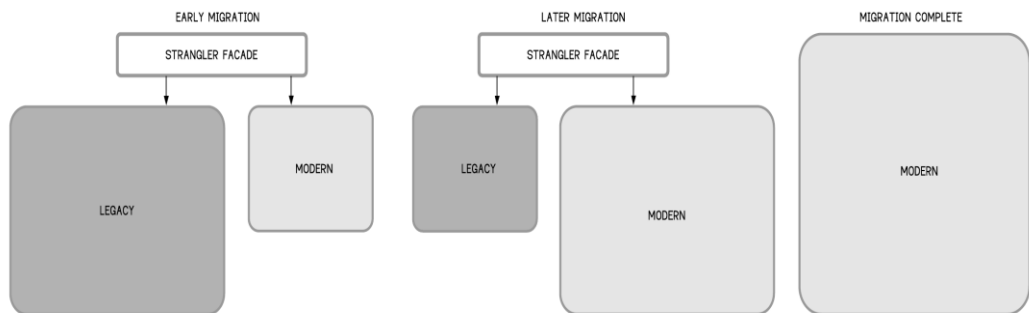 EARLY MIGRATION
STRANGLER FACADE
LEGACY
MODERN
LATER MIGRATION
STRANGLER FACADE
LEGACY
MODERN
MIGRATION COMPLETE
MODERN